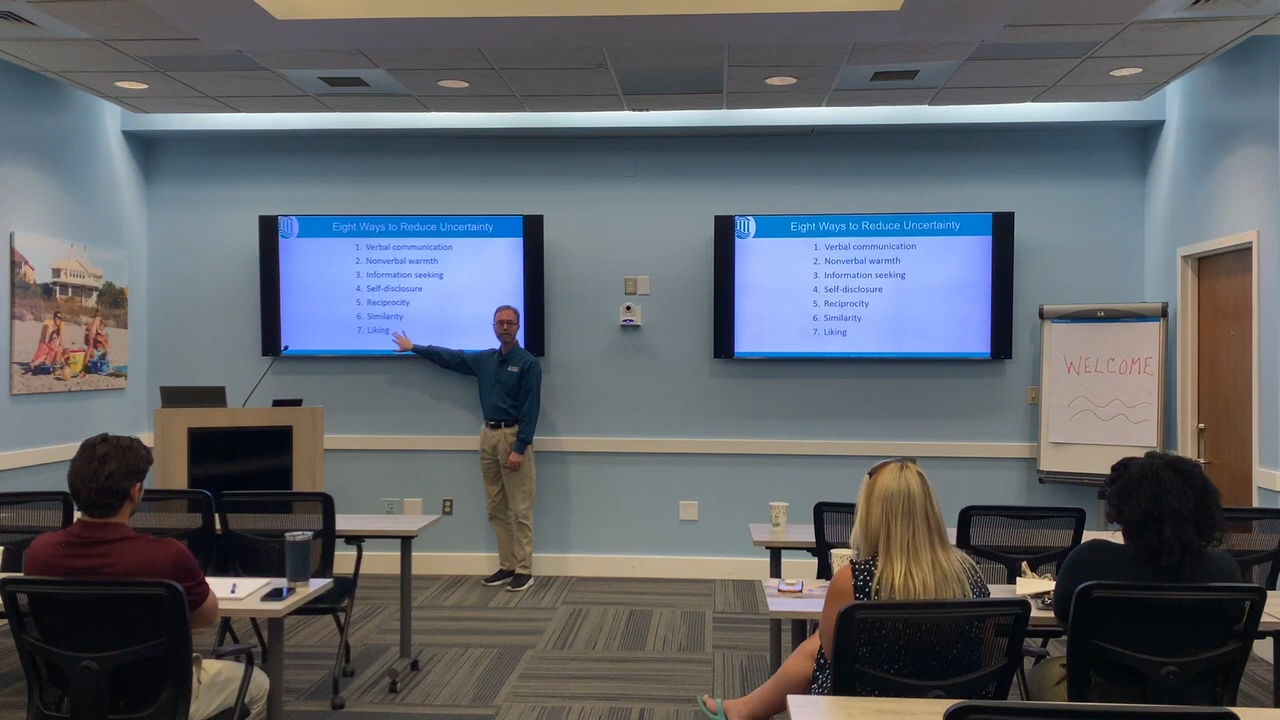 Eight Ways to Reduce Uncertainty
1. Verbal communication
2. Nonverbal warmth
3. Information seeking
4. Self-disclosure
5. Reciprocity
6. Similarity
7. Liking
Eight Ways to Reduce Uncertainty
1. Verbal communication
2. Nonverbal warmth
3. Information seeking
4. Self-disclosure
5. Reciprocity
6. Similarity
7. Liking
WELCOME